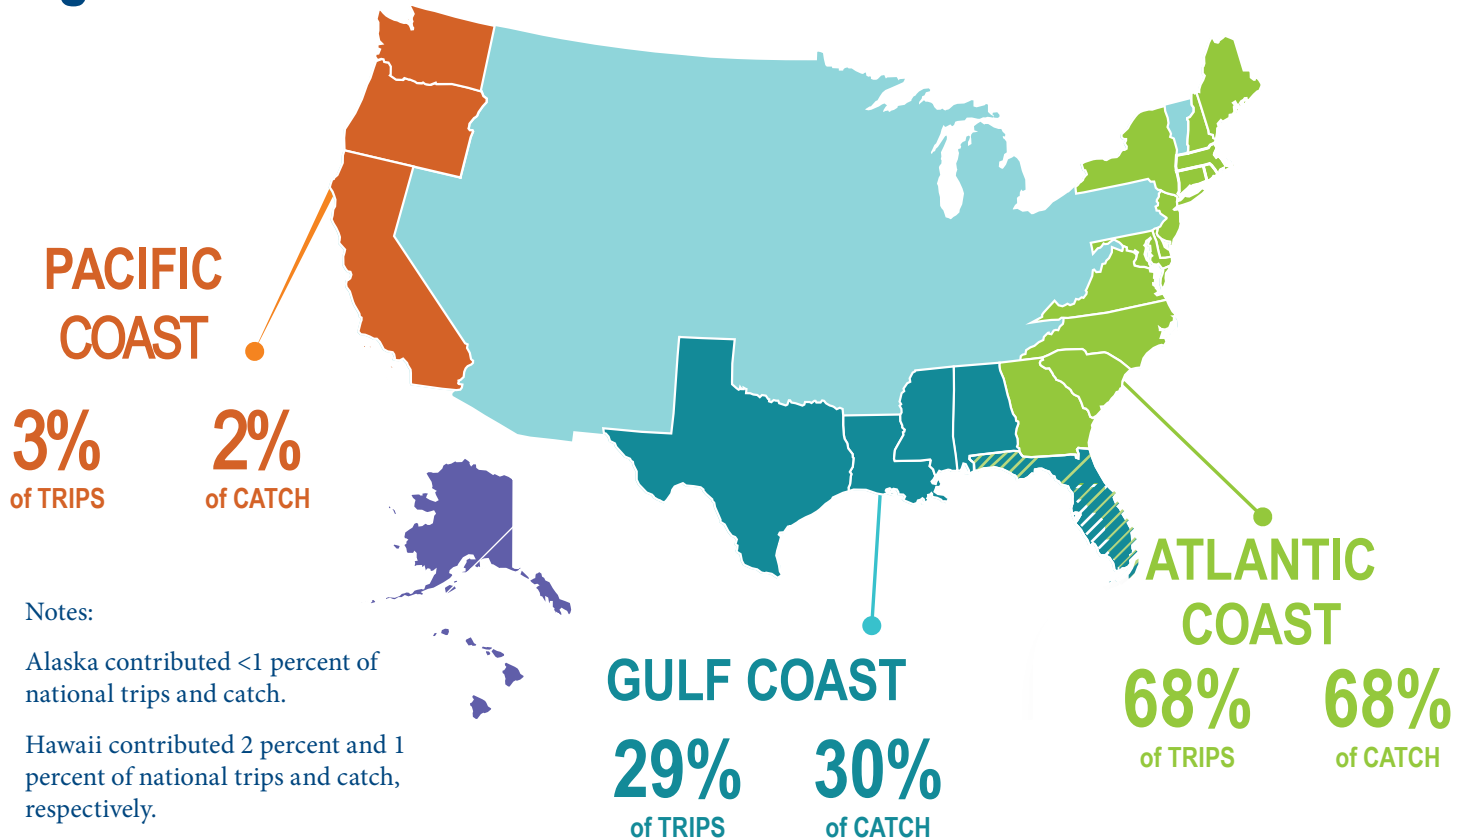 PACIFIC
COAST
3%
of TRIPS
2%
of CATCH
Notes:
Alaska contributed <1 percent of
national trips and catch.
Hawaii contributed 2 percent and 1
percent of national trips and catch,
respectively.
GULF COAST
29%
of TRIPS
30%
of CATCH
ATLANTIC
COAST
68%
of TRIPS
68%
of CATCH